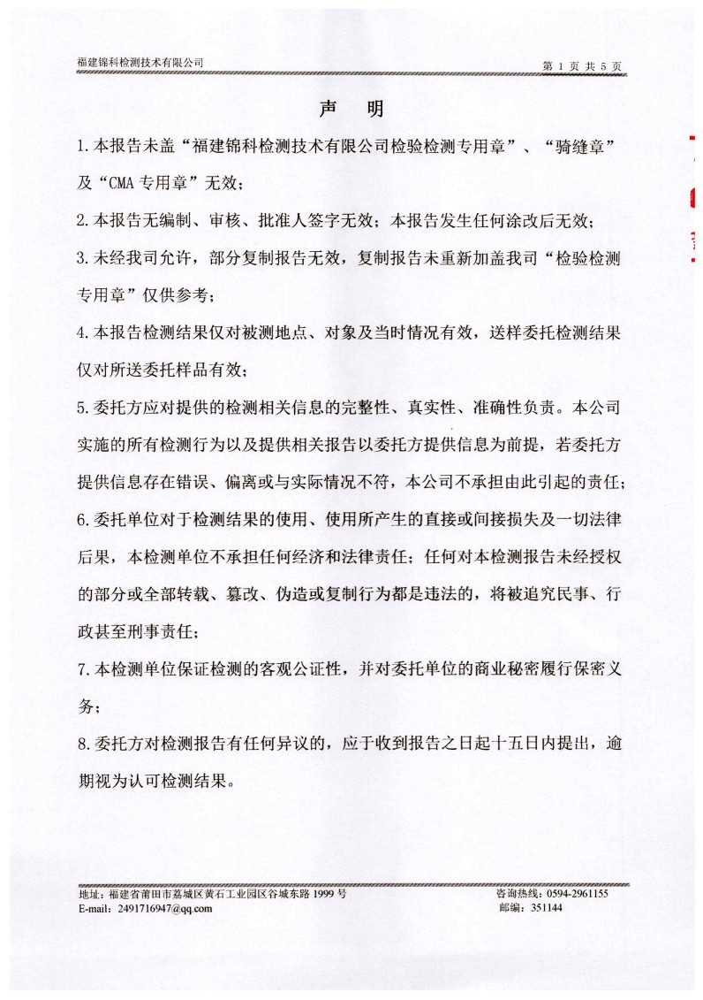 福建锦科检测技术有限公司
第 1 页 共 5 页
声 明
1.本报告未盖“福建锦科检测技术有限公司检验检测专用章”、“骑缝章”
及“CMA 专用章”无效；
2.本报告无编制、审核、批准人签字无效；本报告发生任何涂改后无效；
3.未经我司允许，部分复制报告无效，复制报告未重新加盖我司“检验检测
专用章”仅供参考；
4.本报告检测结果仅对被测地点、对象及当时情况有效，送样委托检测结果
仅对所送委托样品有效；
5.委托方应对提供的检测相关信息的完整性、真实性、准确性负责。本公司
实施的所有检测行为以及提供相关报告以委托方提供信息为前提，若委托方
提供信息存在错误、偏离或与实际情况不符，本公司不承担由此引起的责任；
6.委托单位对于检测结果的使用、使用所产生的直接或间接损失及一切法律
后果，本检测单位不承担任何经济和法律责任；任何对本检测报告未经授权
的部分或全部转载、篡改、伪造或复制行为都是违法的，将被追究民事、行
政甚至刑事责任；
7.本检测单位保证检测的客观公证性，并对委托单位的商业秘密履行保密义
务；
8.委托方对检测报告有任何异议的，应于收到报告之日起十五日内提出，逾
期视为认可检测结果。
地址：福建省莆田市荔城区黄石工业园区谷城东路 1999 号
咨询热线：0594-2961155
E-mail：2491716947@qq.com
邮编：351144